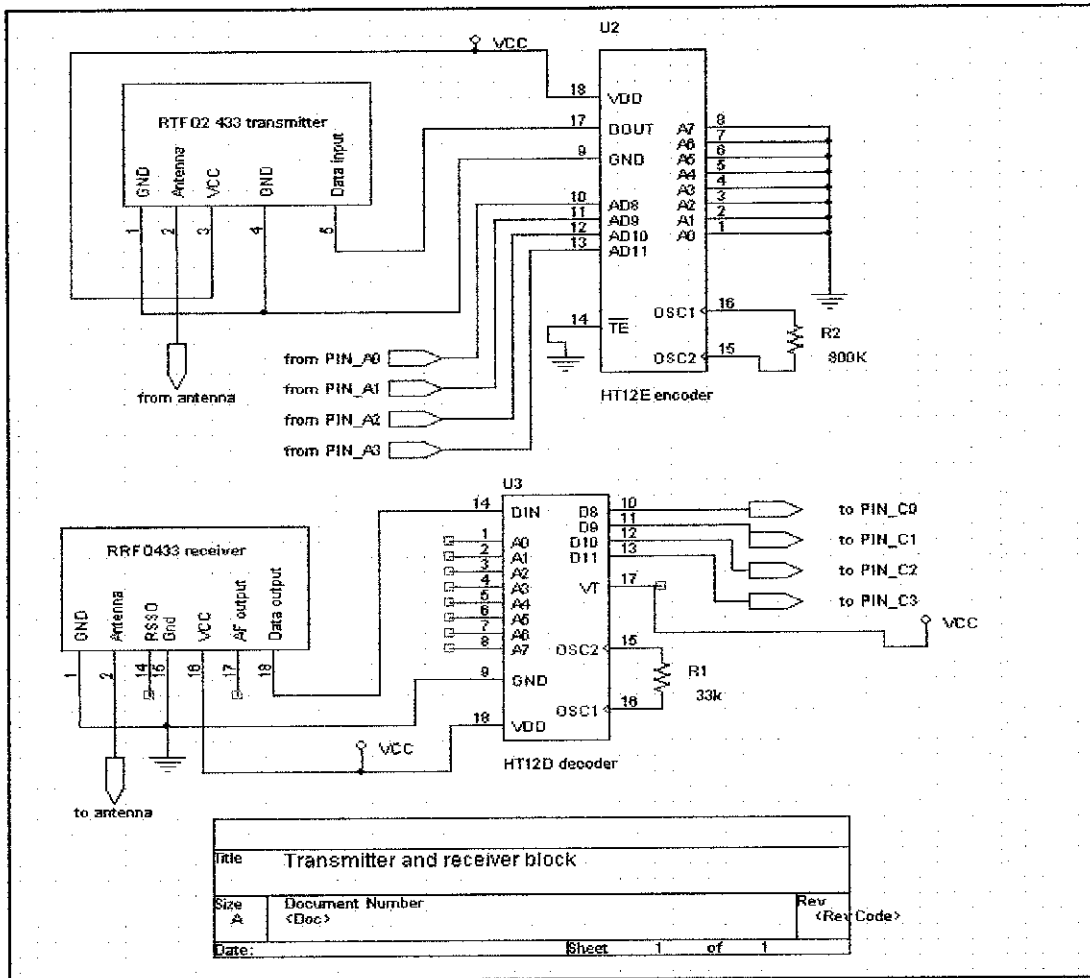 U2
VCC
18 VDD
RTFQ2 433 transmitter
17 DOUT A7 8
A6 7
9 GND A5 6
A4 5
GND Antenna VCC GND Data input
A3 4
10 AD8 A2 3
11 AD9 A1 2
12 AD10 A0 1
13 AD11
1 2 3 4 5
OSC1 16
14 TE
R2
OSC2 15
800K
from PIN_A0
from antenna
from PIN_A1
HT12E encoder
from PIN_A2
from PIN_A3
U3
14 DIN D8 10 to PIN_C0
D9 11
RRFQ433 receiver
1 A0 D10 12 to PIN_C1
2 A1 D11 13
3 A2 to PIN_C2
4 A3 VT 17
5 A4 to PIN_C3
6 A5
7 A6
8 A7
VCC
GND Antenna RSSO Gnd VCC AF output Data output
OSC2 15
1 2 14 15 16 17 18
9 GND
R1
33k
OSC1 16
18 VDD
VCC
HT12D decoder
to antenna
Title Transmitter and receiver block
Size Document Number Rev
A <Doc> <Rev Code>
Date: Sheet 1 of 1